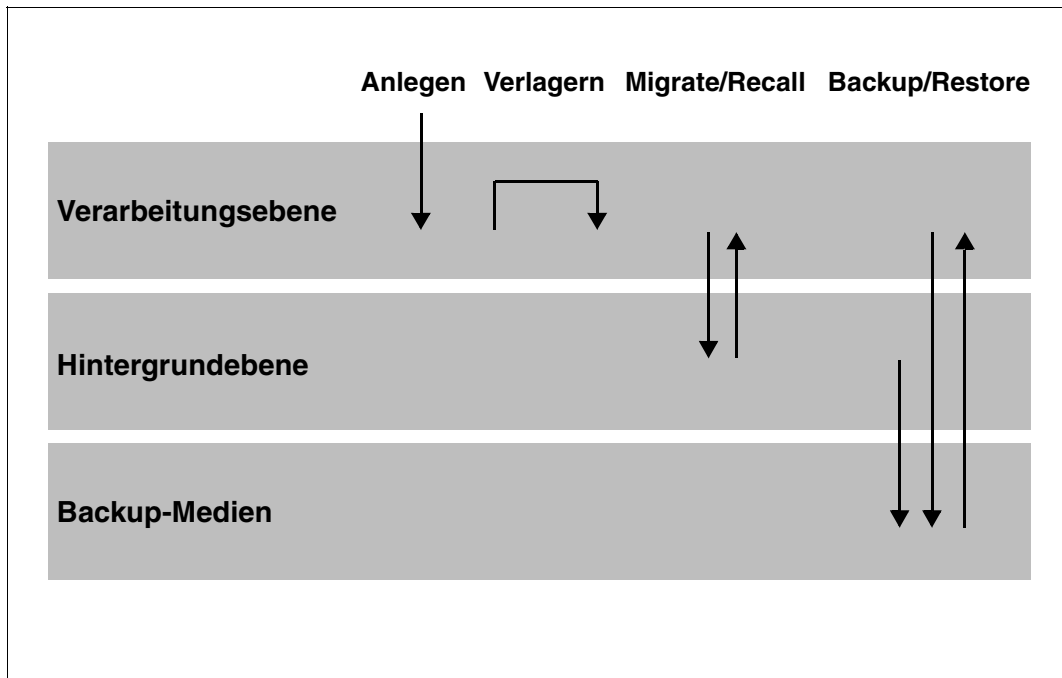 Anlegen Verlagern Migrate/Recall Backup/Restore
Verarbeitungsebene
Hintergrundebene
Backup-Medien